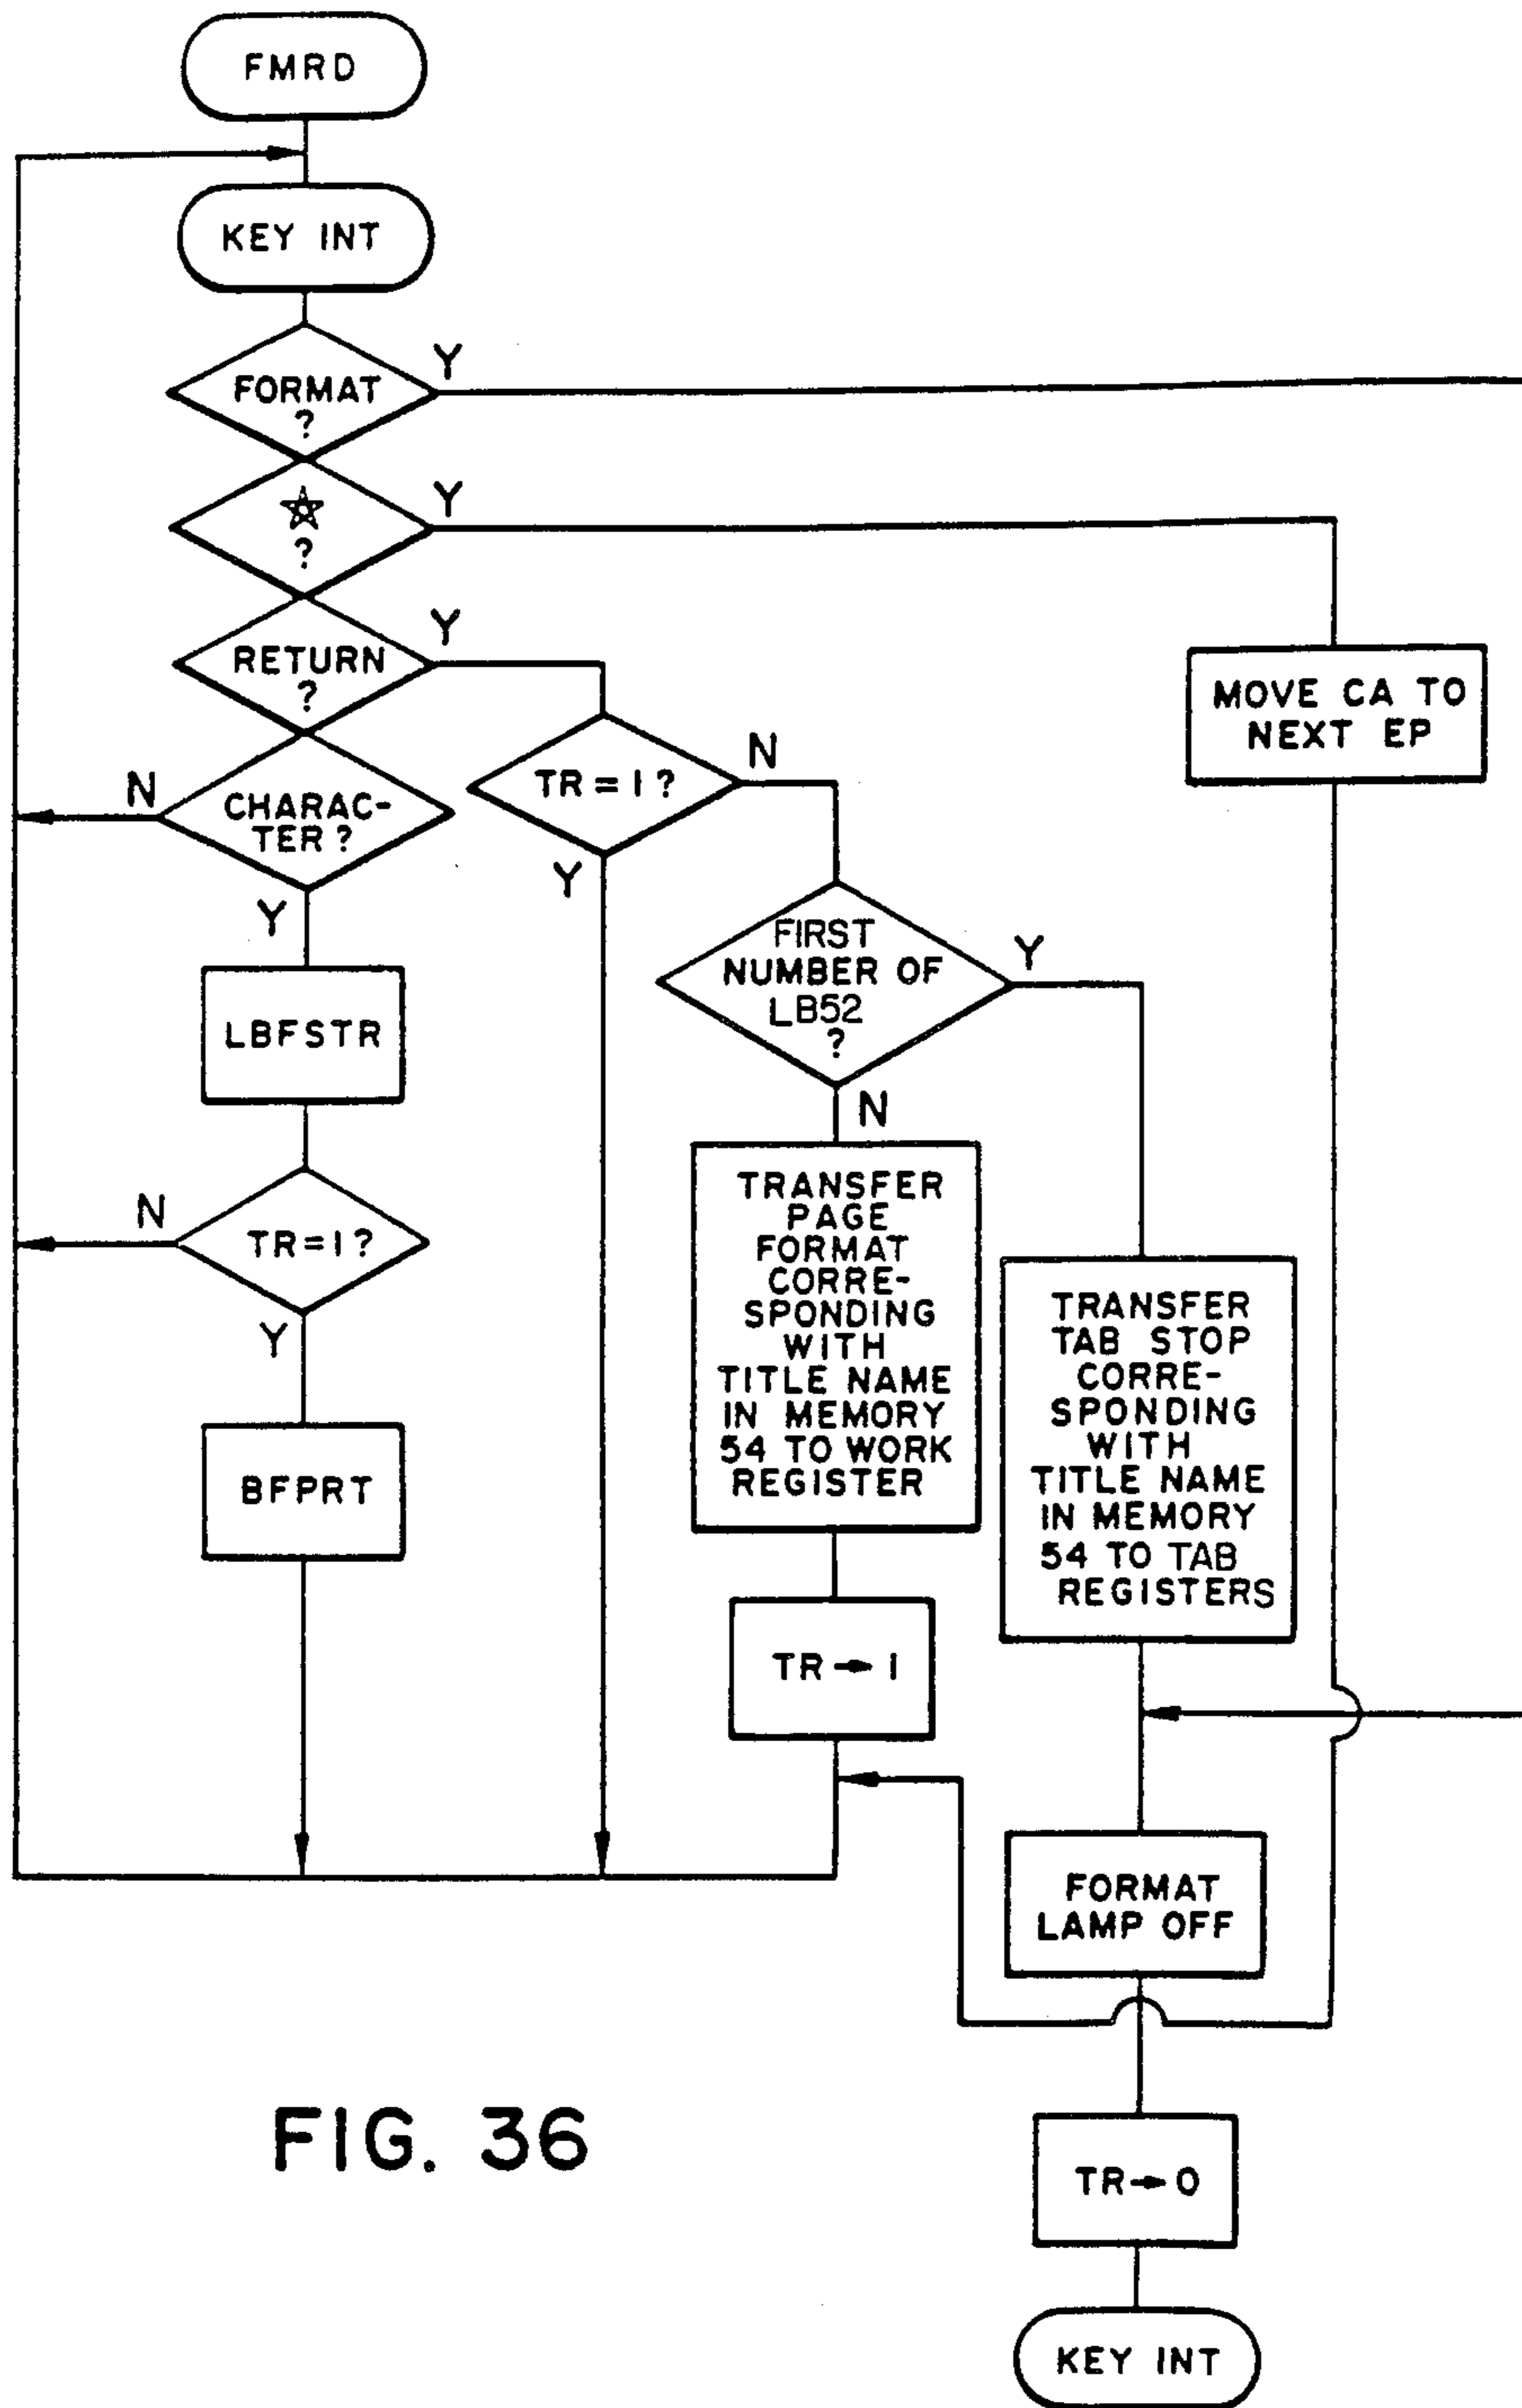 FMRD
KEY INT
FORMAT
?
Y
☆
?
Y
RETURN
?
Y
MOVE CA TO
NEXT EP
CHARAC-
TER ?
N
Y
TR = 1 ?
N
Y
FIRST
NUMBER OF
LB52
?
Y
N
LBFSTR
TR = 1 ?
N
Y
BFPRT
TRANSFER
PAGE
FORMAT
CORRE-
SPONDING
WITH
TITLE NAME
IN MEMORY
54 TO WORK
REGISTER
TRANSFER
TAB STOP
CORRE-
SPONDING
WITH
TITLE NAME
IN MEMORY
54 TO TAB
REGISTERS
TR → 1
FORMAT
LAMP OFF
TR → 0
KEY INT
FIG. 36